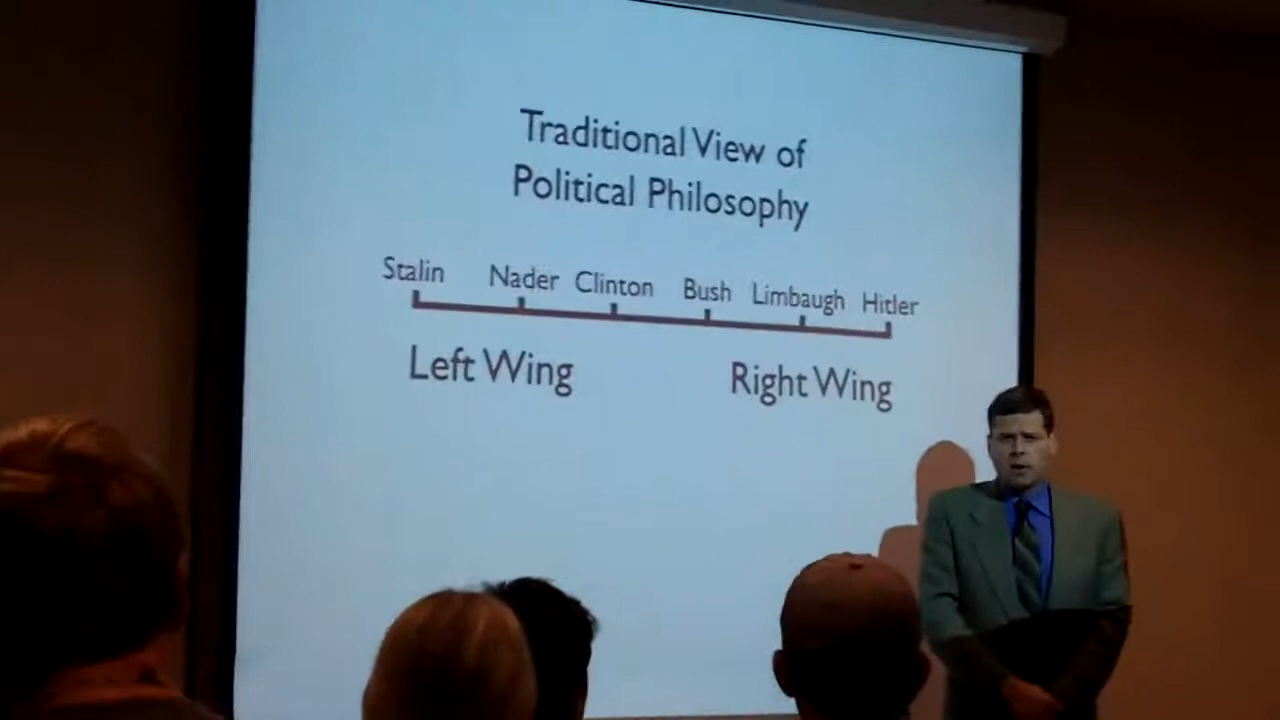 Traditional View of
Political Philosophy
Stalin Nader Clinton Bush Limbaugh Hitler
Left Wing Right Wing